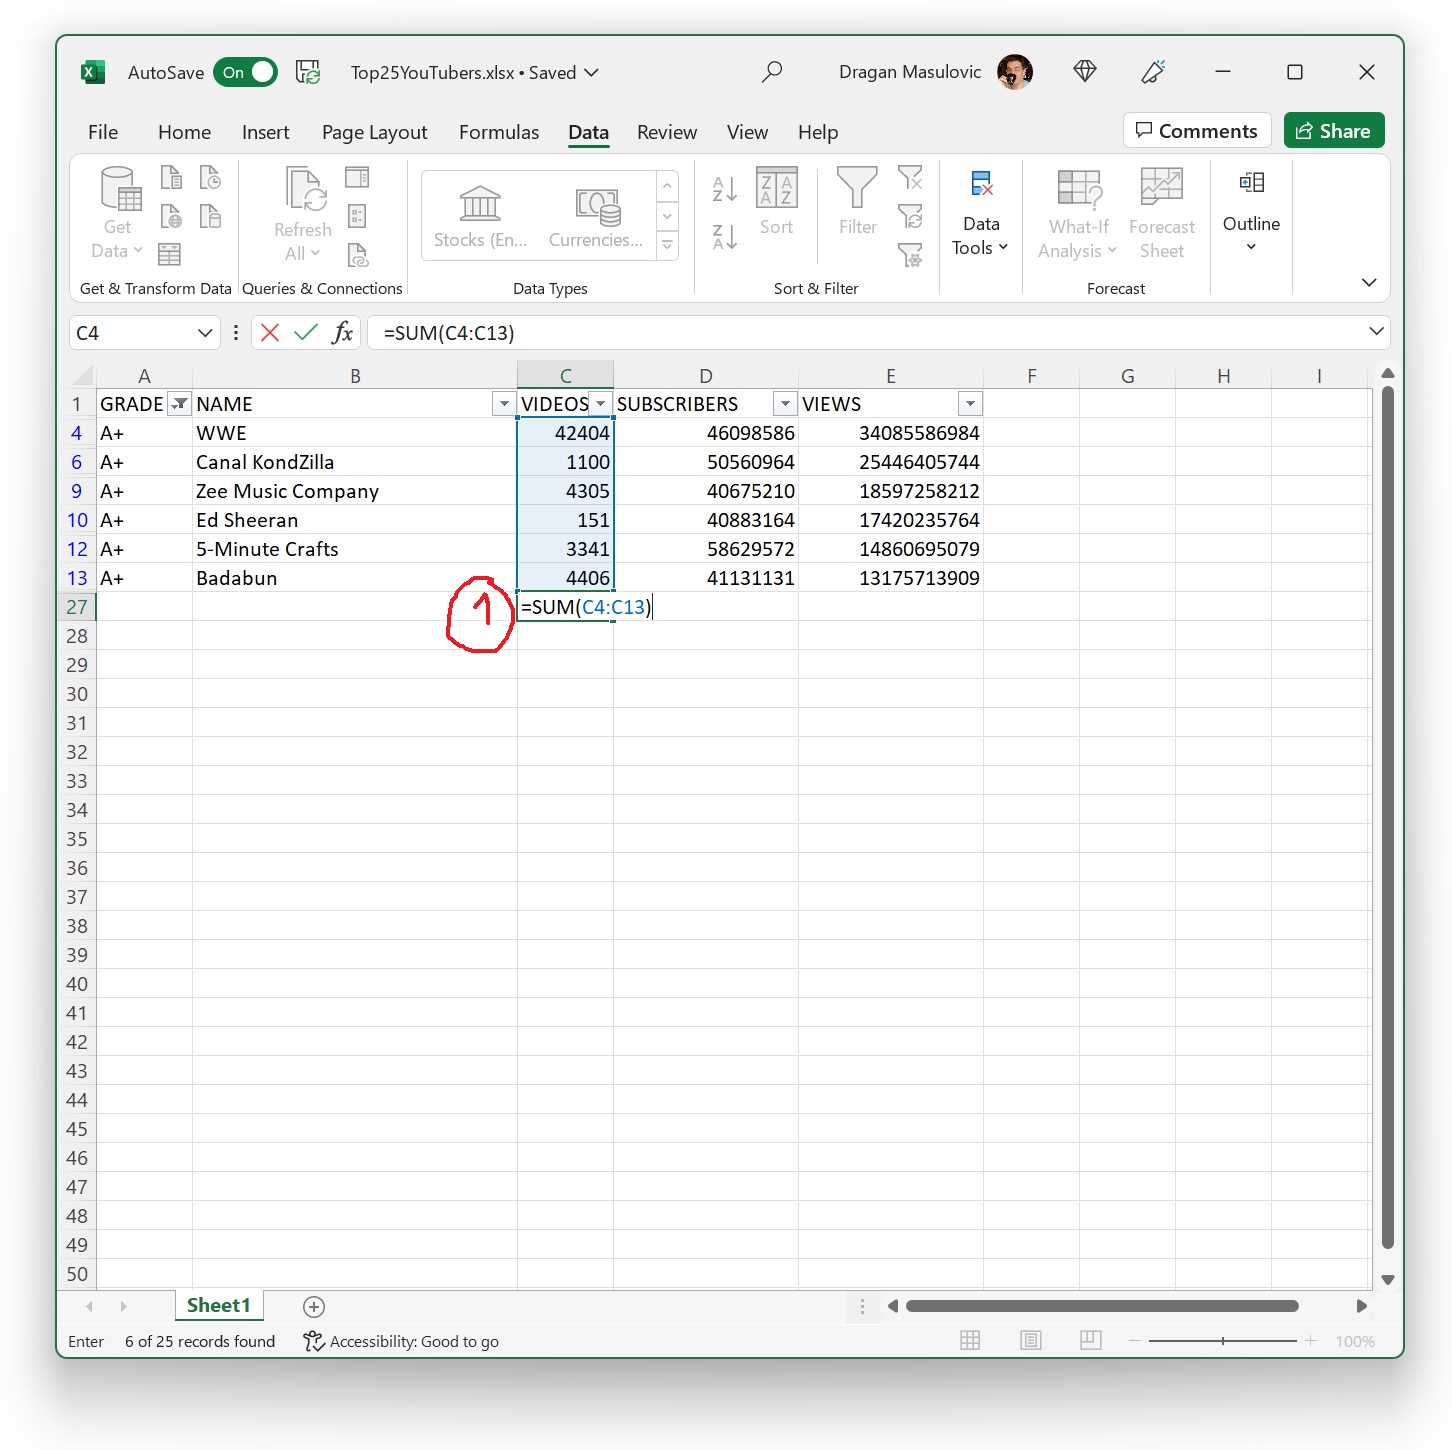 AutoSave On Top25YouTubers.xlsx • Saved Dragan Masulovic
File Home Insert Page Layout Formulas Data Review View Help Comments Share
Get Data Refresh All Stocks (En... Currencies... Sort Filter Data Tools What-If Analysis Forecast Sheet Outline
Get & Transform Data Queries & Connections Data Types Sort & Filter Forecast
C4 fx =SUM(C4:C13)
A B C D E F G H I
1 GRADE NAME VIDEOS SUBSCRIBERS VIEWS
4 A+ WWE 42404 46098586 34085586984
6 A+ Canal KondZilla 1100 50560964 25446405744
9 A+ Zee Music Company 4305 40675210 18597258212
10 A+ Ed Sheeran 151 40883164 17420235764
12 A+ 5-Minute Crafts 3341 58629572 14860695079
13 A+ Badabun 4406 41131131 13175713909
27 1 =SUM(C4:C13)
28
29
30
31
32
33
34
35
36
37
38
39
40
41
42
43
44
45
46
47
48
49
50
Sheet1
Enter 6 of 25 records found Accessibility: Good to go 100%